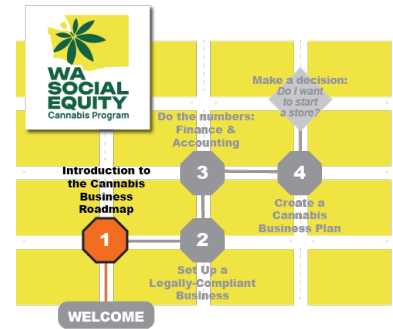 WA
SOCIAL
EQUITY
Cannabis Program
Make a decision:
Do I want
to start
a store?
Do the numbers:
Finance &
Accounting
3
4
Introduction to
the Cannabis
Business
Roadmap
Create a
Cannabis
Business Plan
1
2
Set Up a
Legally-Compliant
Business
WELCOME